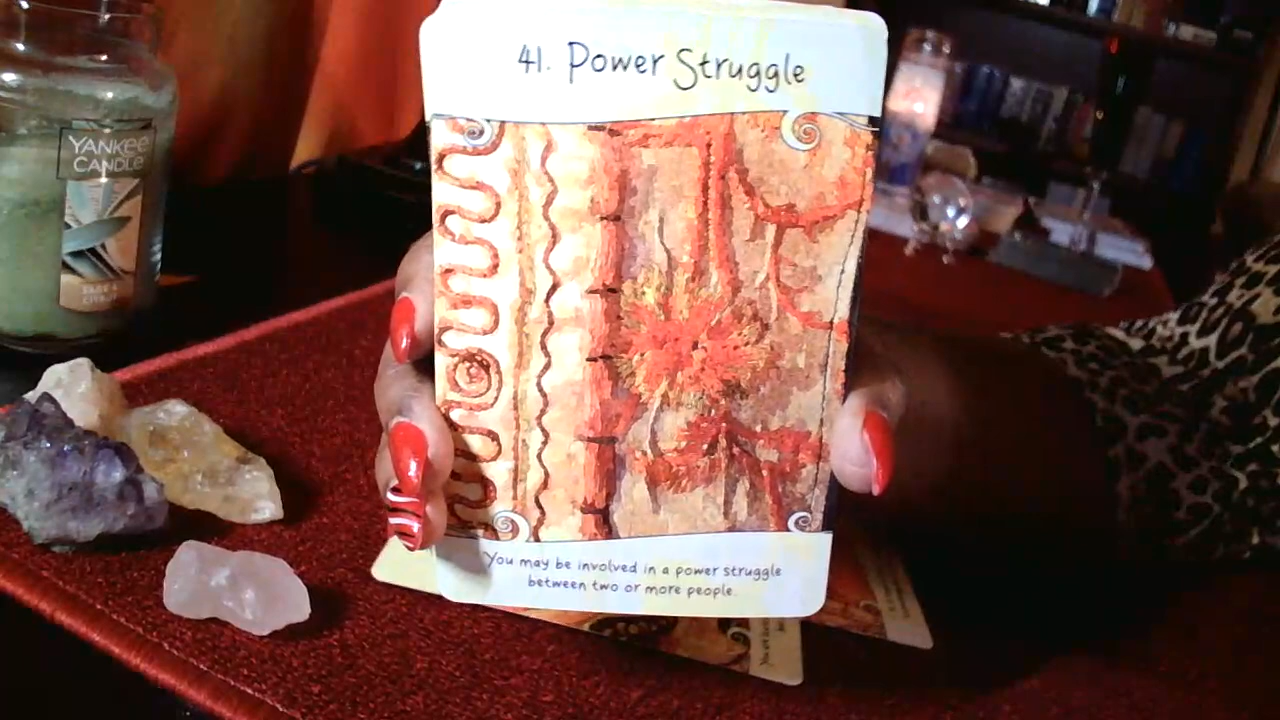 41. Power Struggle
YANKEE
CANDLE
You may be involved in a power struggle
between two or more people.